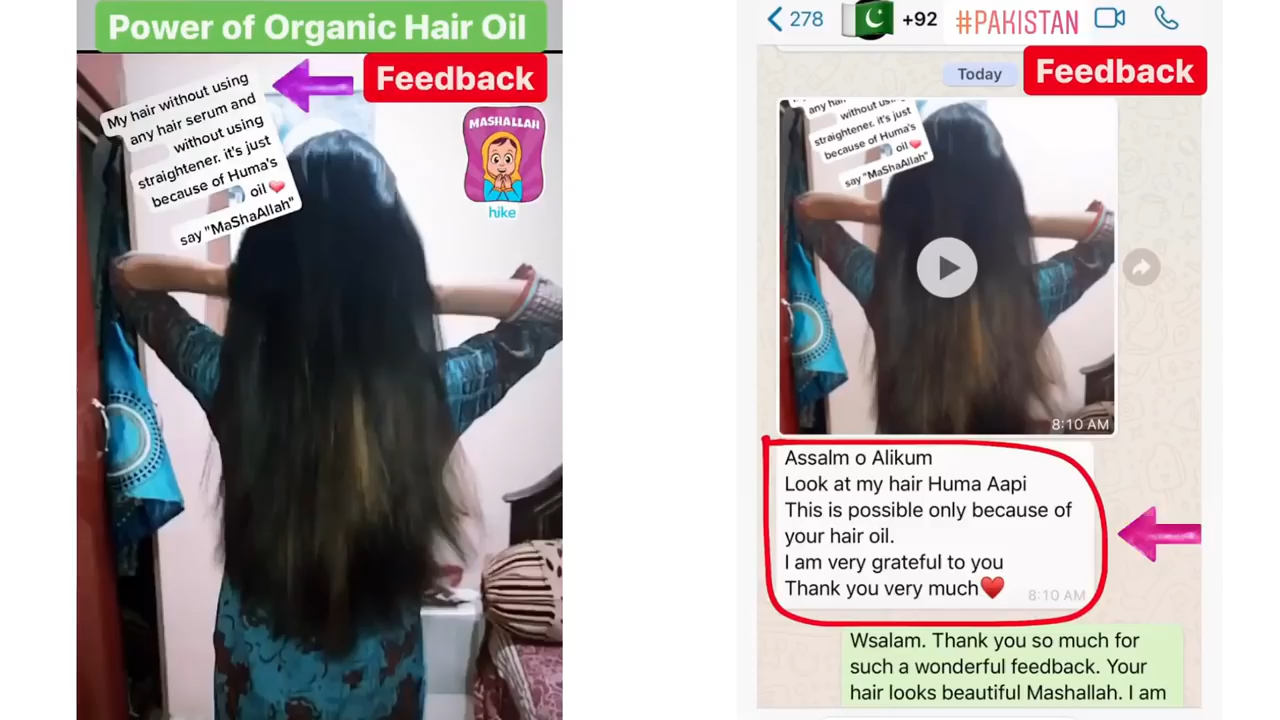 Power of Organic Hair Oil
Feedback
My hair without using
any hair serum and
without using
straightener. it's just
because of Huma's
oil
say "MaShaAllah"
MASHALLAH
hike
278
+92
#PAKISTAN
Today
Feedback
any hair
without using
straightener. it's just
because of Huma's
oil
say "MaShaAllah"
8:10 AM
Assalm o Alikum
Look at my hair Huma Aapi
This is possible only because of
your hair oil.
I am very grateful to you
Thank you very much❤️
8:10 AM
Wsalam. Thank you so much for
such a wonderful feedback. Your
hair looks beautiful Mashallah. I am